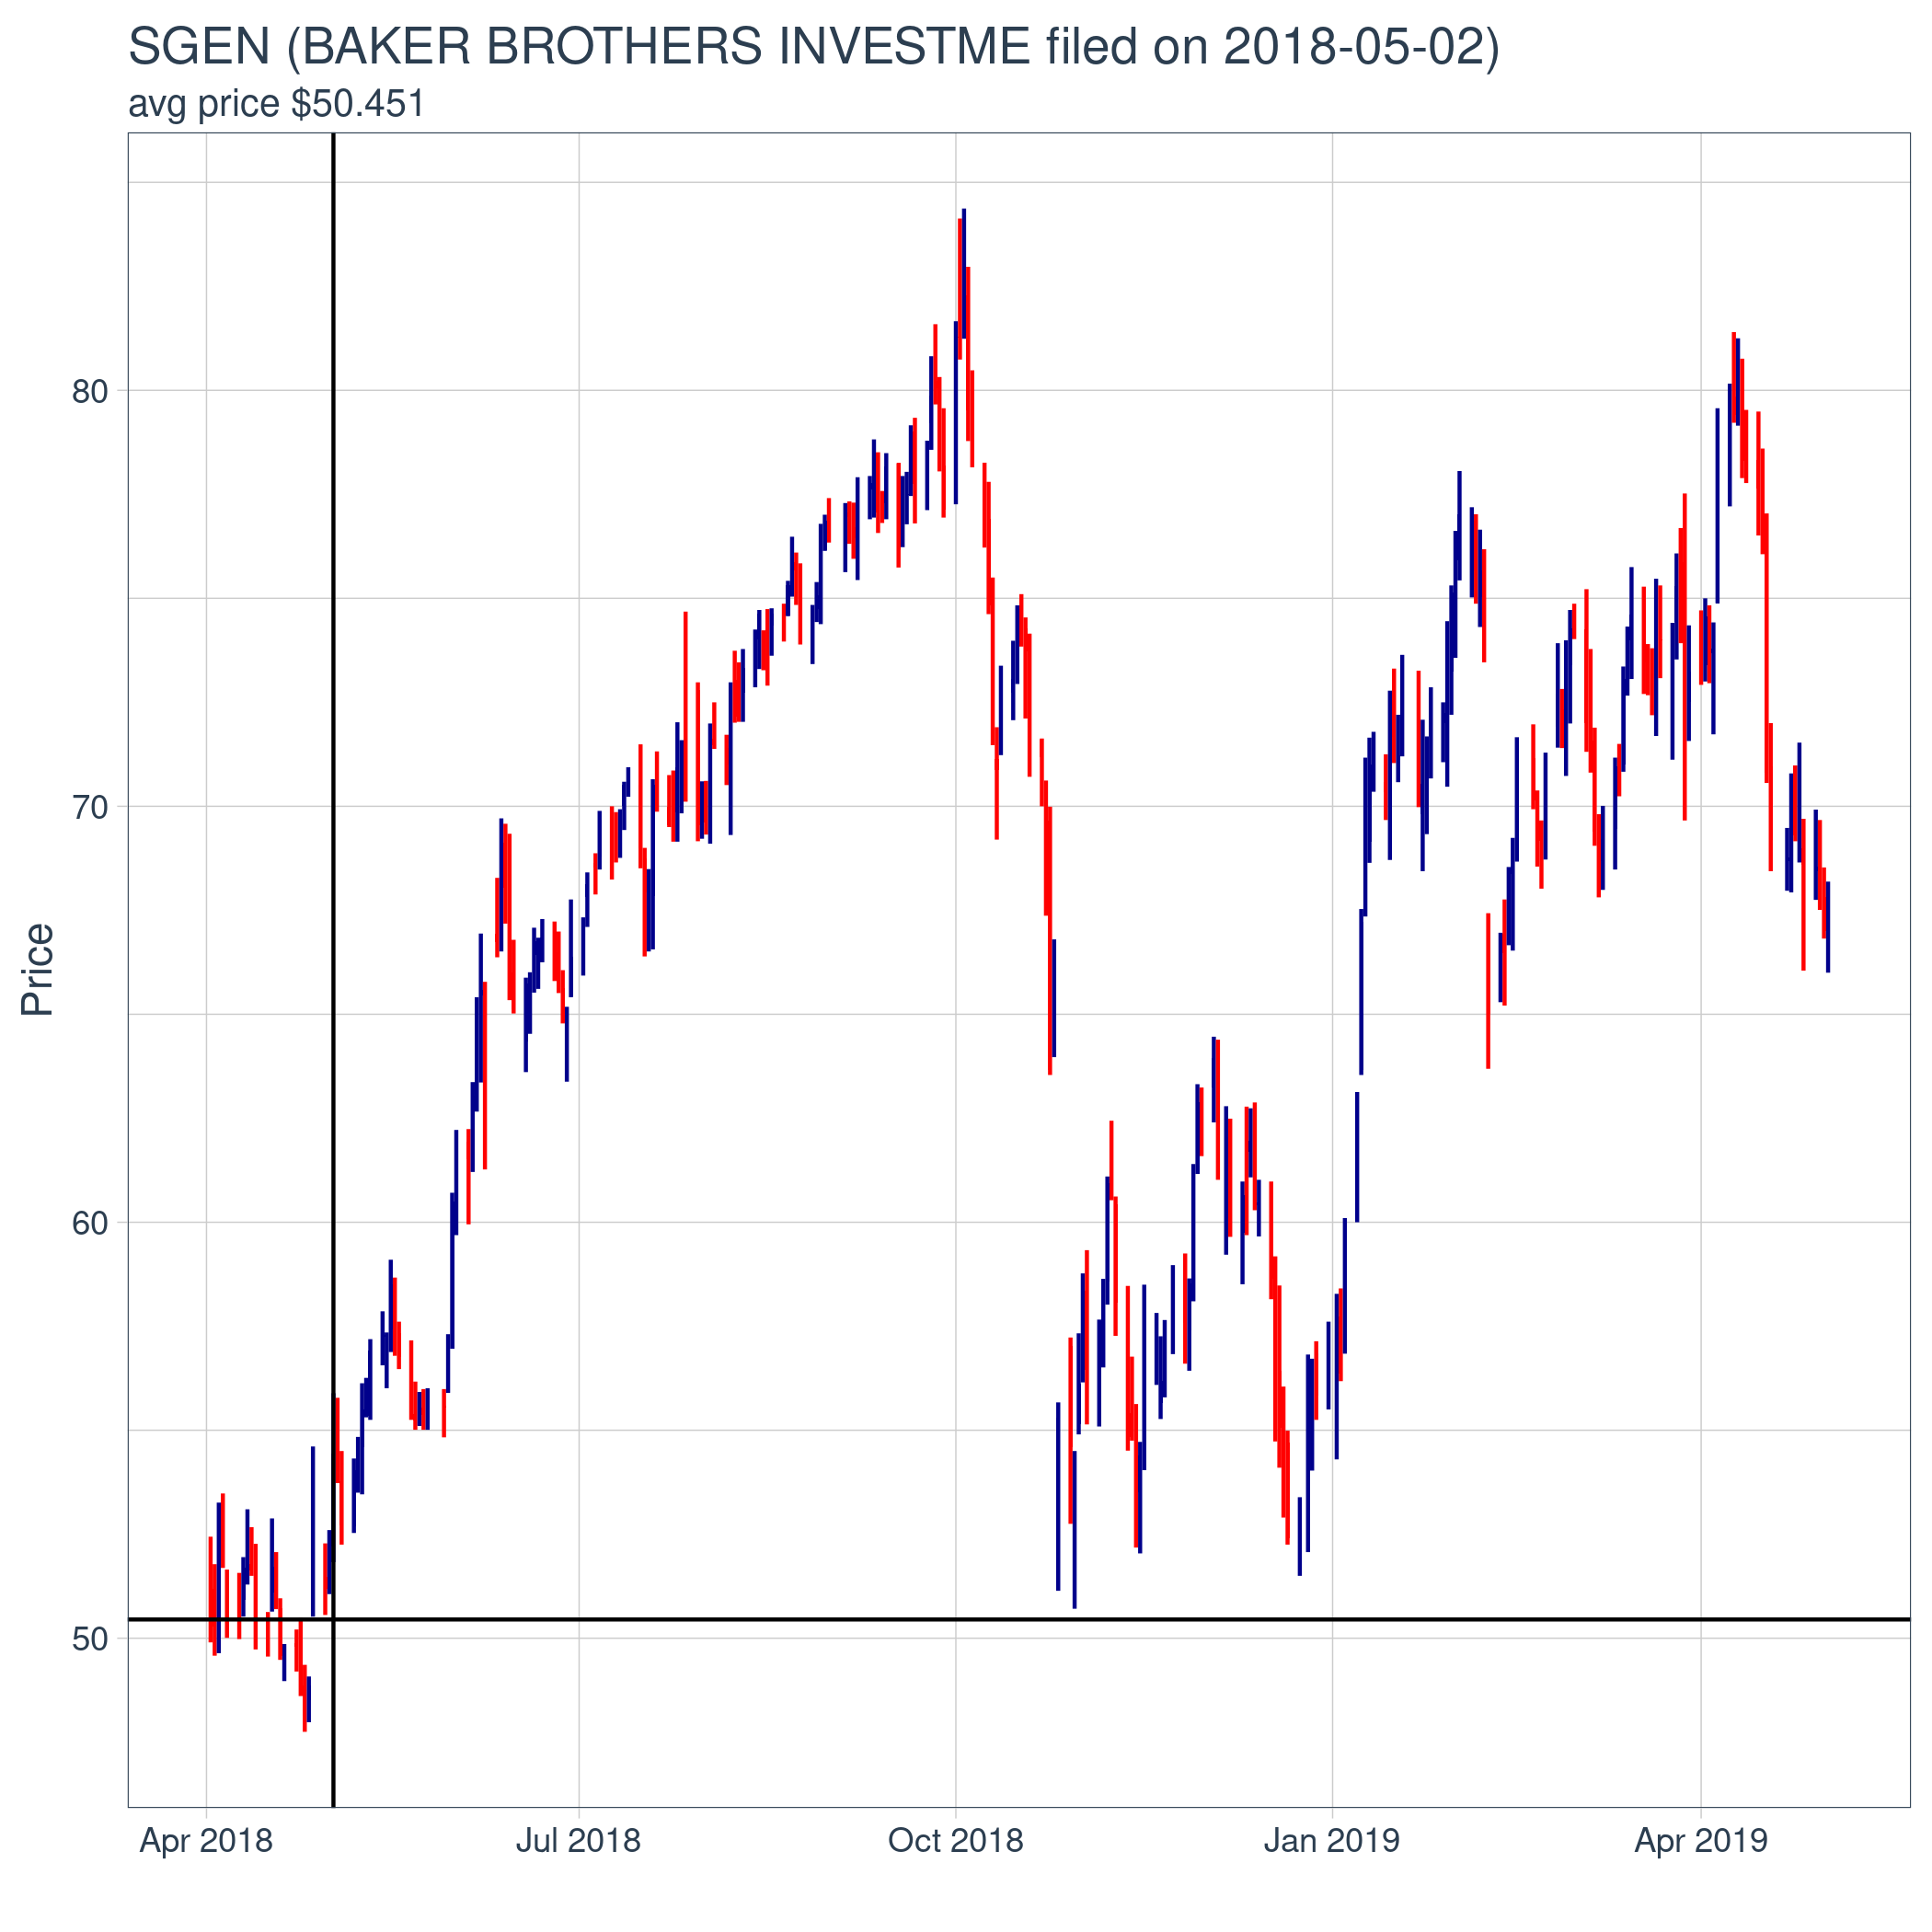 SGEN (BAKER BROTHERS INVESTME filed on 2018-05-02)
avg price $50.451
Price
80
70
60
50
Apr 2018
Jul 2018
Oct 2018
Jan 2019
Apr 2019